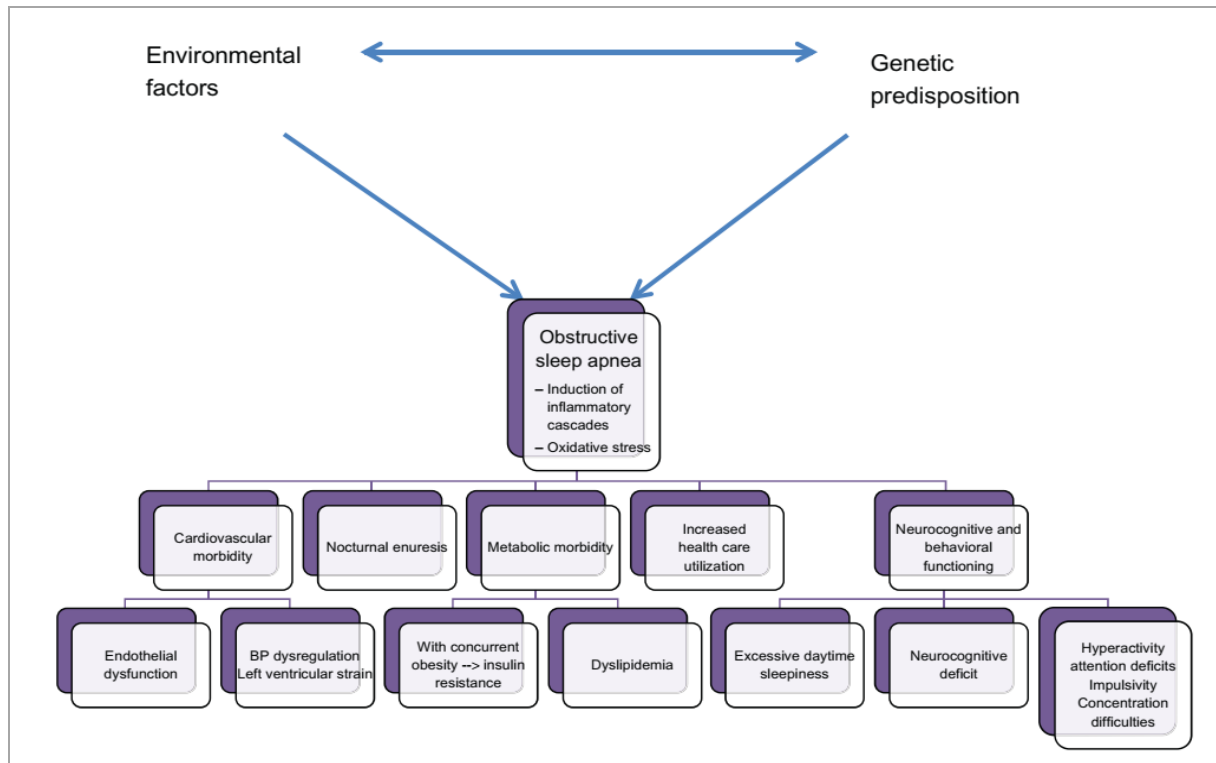 Environmental
factors
Genetic
predisposition
Obstructive
sleep apnea
– Induction of
inflammatory
cascades
– Oxidative stress
Cardiovascular
morbidity
Nocturnal enuresis
Metabolic morbidity
Increased
health care
utilization
Neurocognitive and
behavioral
functioning
Endothelial
dysfunction
BP dysregulation
Left ventricular strain
With concurrent
obesity --> insulin
resistance
Dyslipidemia
Excessive daytime
sleepiness
Neurocognitive
deficit
Hyperactivity
attention deficits
Impulsivity
Concentration
difficulties